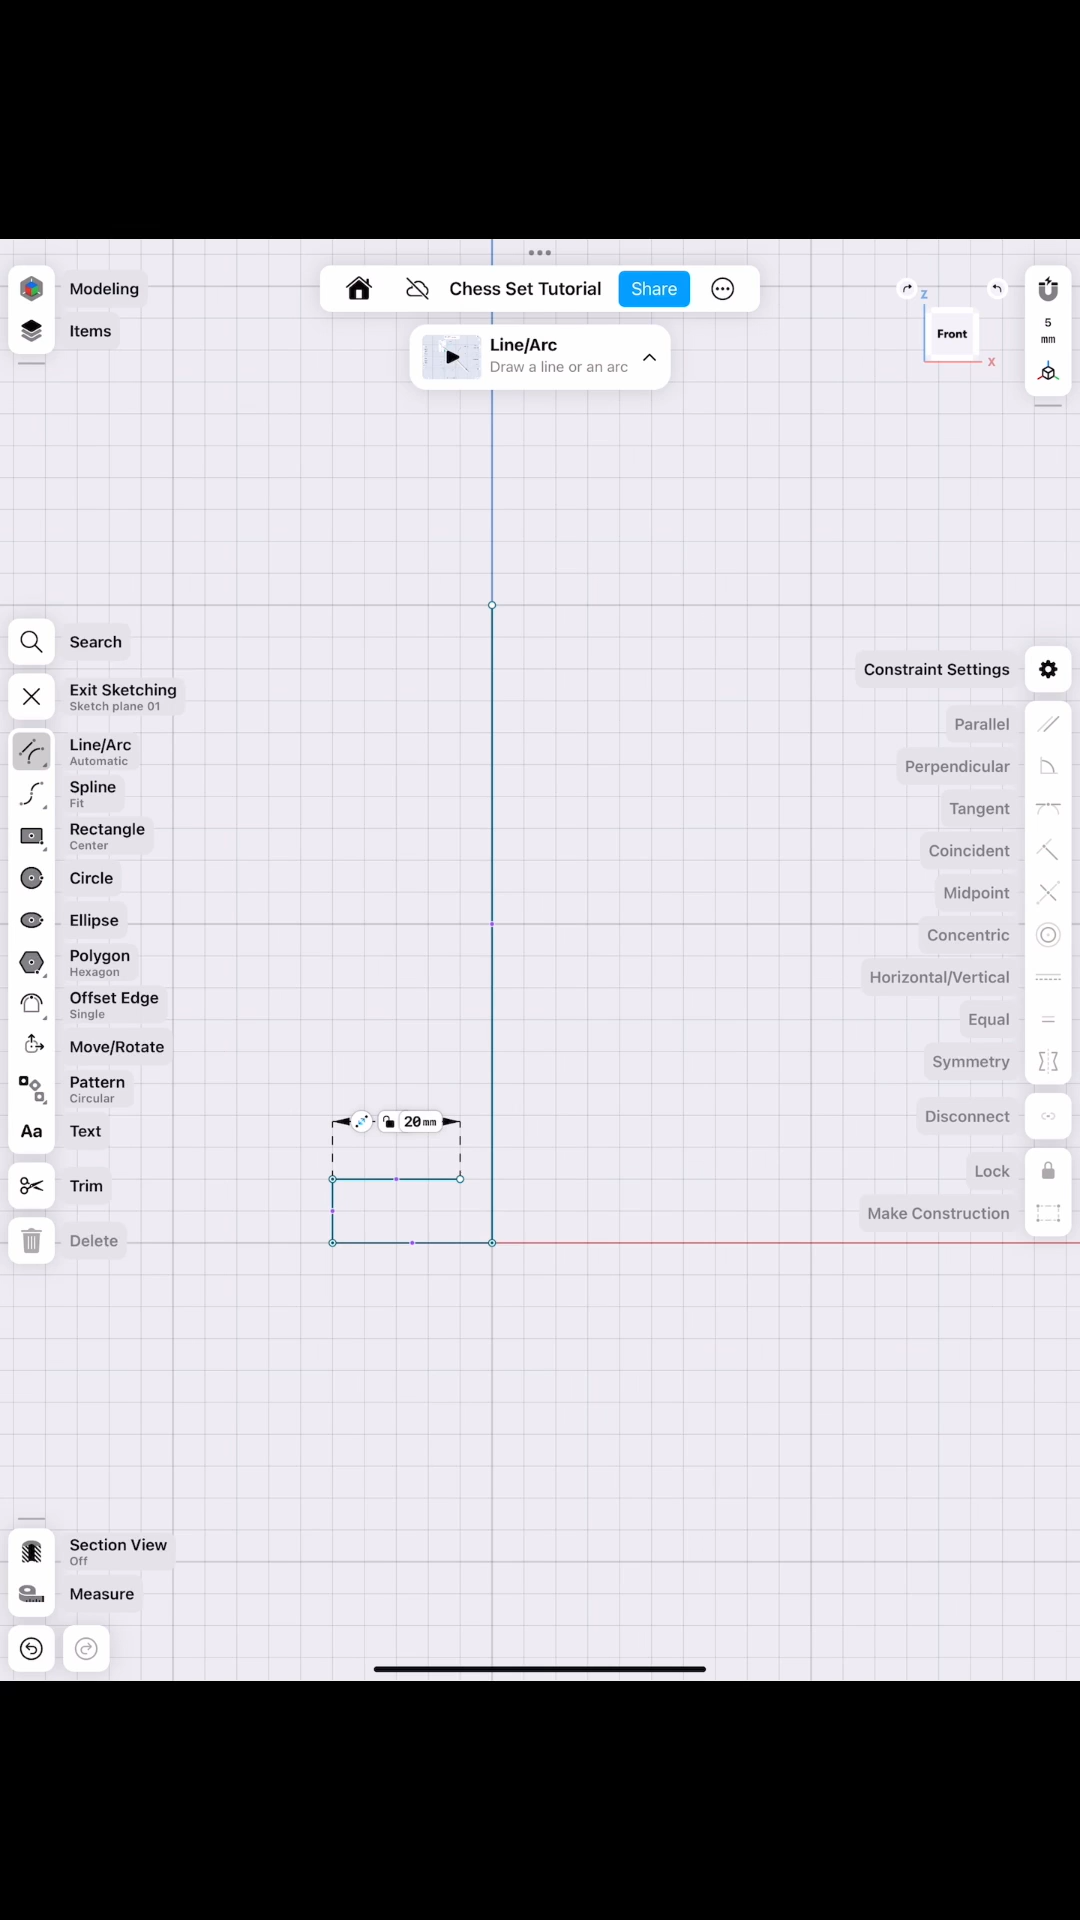 Modeling
Items
Chess Set Tutorial
Share
Line/Arc
Draw a line or an arc
Z
Front
X
5
mm
Search
Exit Sketching
Sketch plane 01
Line/Arc
Automatic
Spline
Fit
Rectangle
Center
Circle
Ellipse
Polygon
Hexagon
Offset Edge
Single
Move/Rotate
Pattern
Circular
Aa
Text
Trim
Delete
Constraint Settings
Parallel
Perpendicular
Tangent
Coincident
Midpoint
Concentric
Horizontal/Vertical
Equal
Symmetry
Disconnect
Lock
Make Construction
20 mm
Section View
Off
Measure